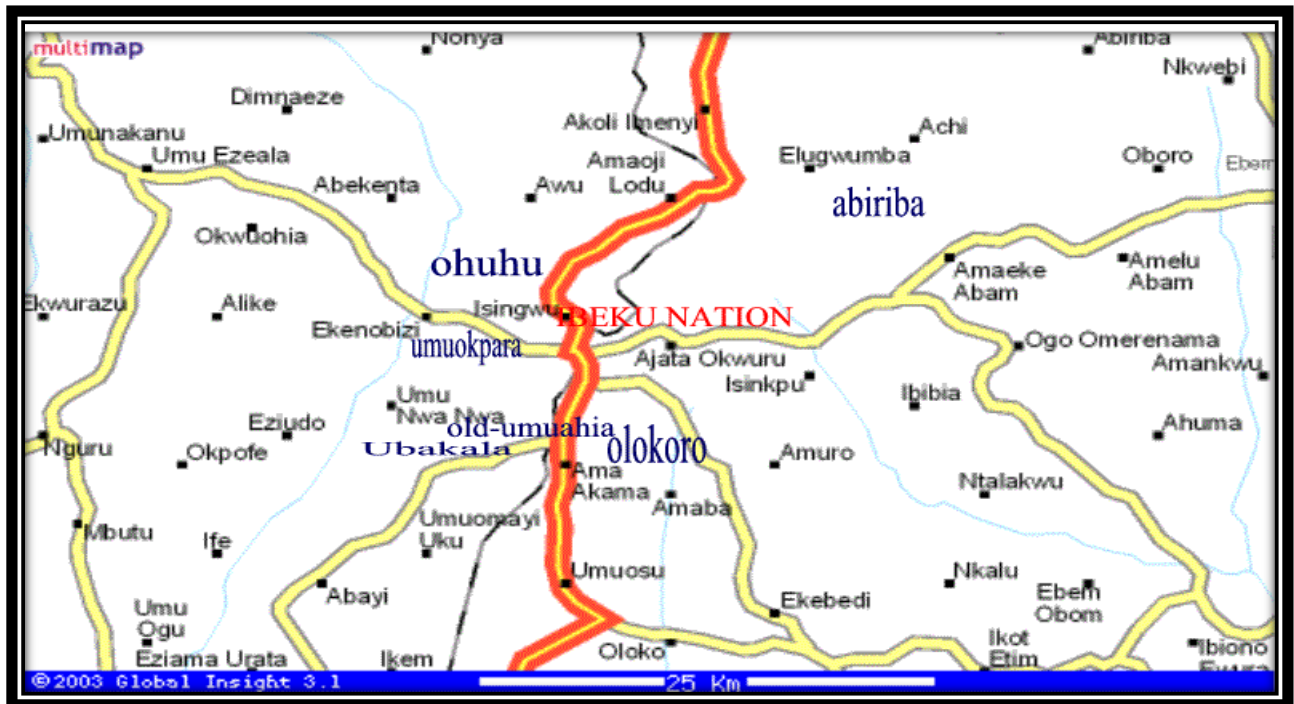 multimap
Nonya
Abiriba
Nkwebi
Dimnaeze
Akoli Ilmenyi
Achi
Umunakanu
Umu Ezeala
Amaoji
Lodu
Elugwumba
Oboro
Ebem
Abekenta
Awu
abiriba
Okwuohia
ohuhu
Amaeke
Abam
Amelu
Abam
Ekwurazu
Alike
Isingwu
IBEKU NATION
Ekenobizi
umuokpara
Ajata Okwuru
Ogo Omerenama
Isinkpu
Amankwu
Umu
Nwa Nwa
Ibibia
Eziudo
old-umuahia
Ahuma
Nguru
Okpofe
Ubakala
olokoro
Amuro
Ama
Akama
Ntalakwu
Amaba
Mbutu
Ife
Umuomayi
Uku
Umuosu
Nkalu
Ebem
Obom
Abayi
Ekebedi
Umu
Ogu
Eziama Urata
Ikem
Oloko
Ikot
Etim
Ibiono
©2003 Global Insight 3.1
25 Km